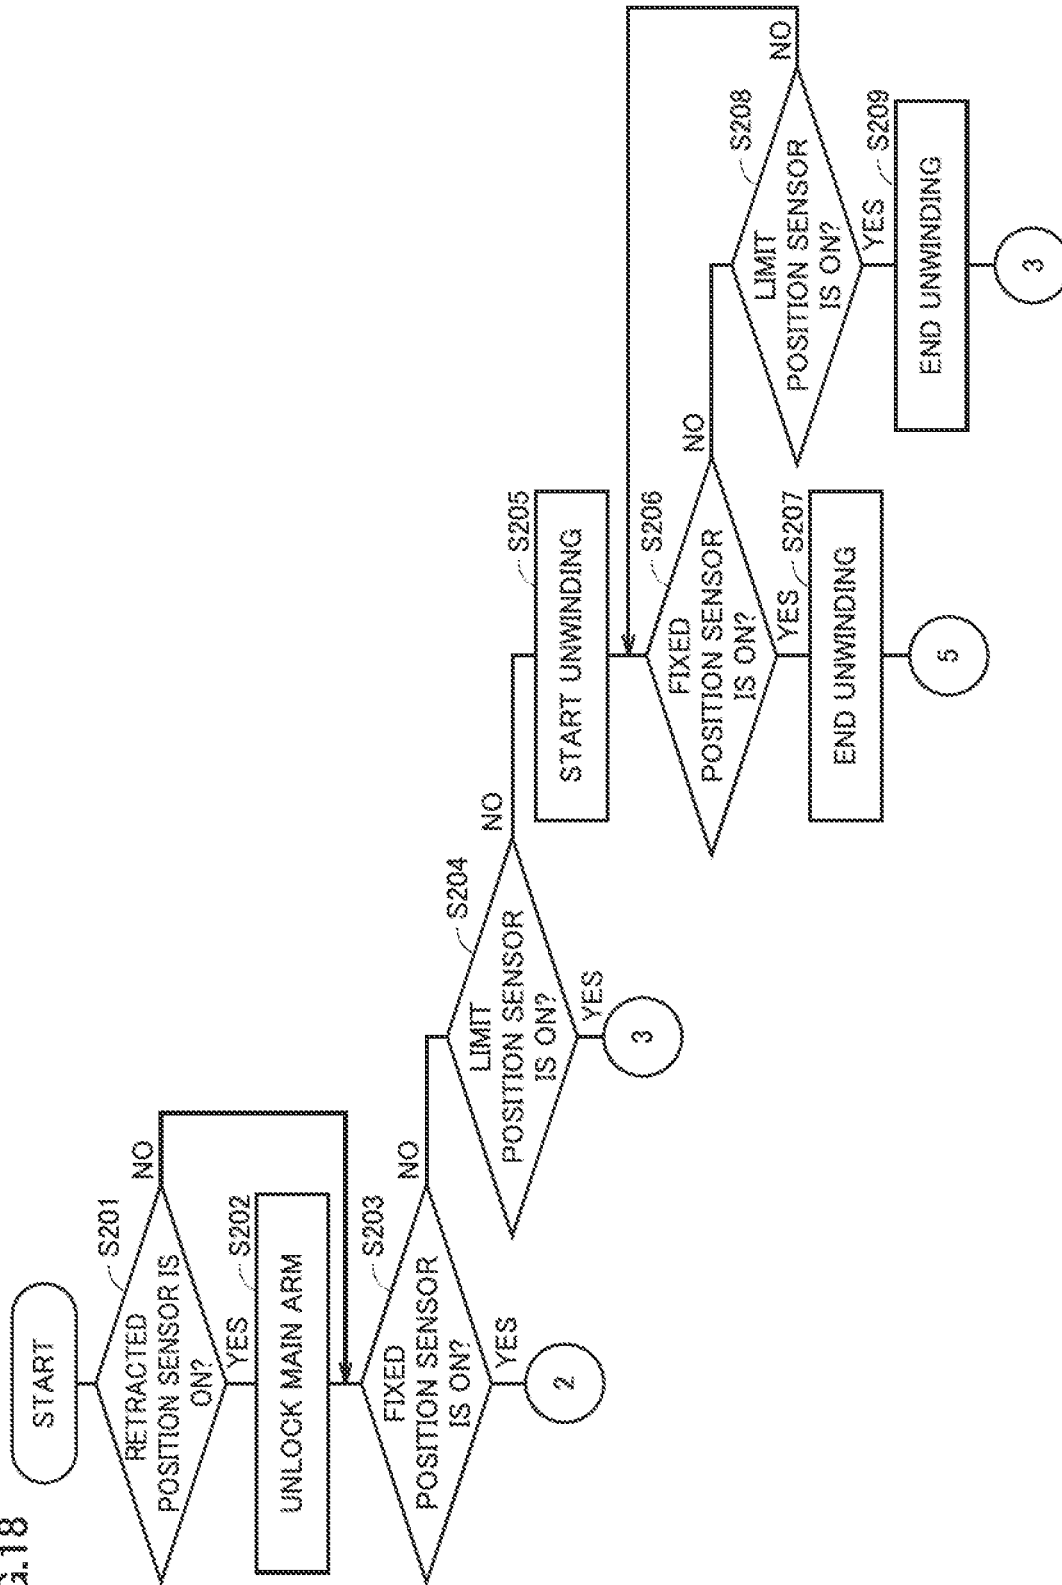 START
S201
RETRACTED
POSITION SENSOR IS
ON?
NO
YES
S202
UNLOCK MAIN ARM
S203
FIXED
POSITION SENSOR
IS ON?
NO
YES
2
S204
LIMIT
POSITION SENSOR
IS ON?
NO
YES
3
S205
START UNWINDING
S206
FIXED
POSITION SENSOR
IS ON?
NO
YES
S207
END UNWINDING
5
S208
LIMIT
POSITION SENSOR
IS ON?
NO
YES
S209
END UNWINDING
3